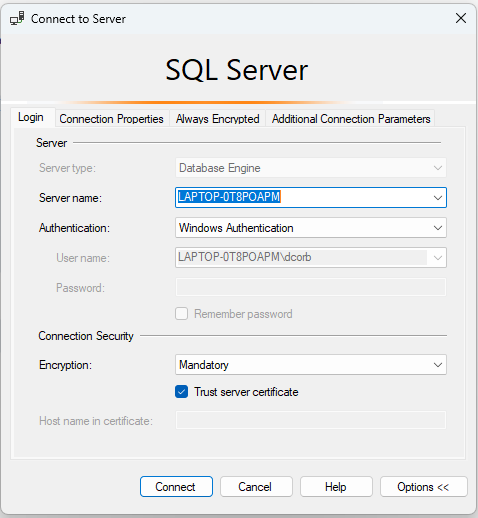 Connect to Server
SQL Server
Login Connection Properties Always Encrypted Additional Connection Parameters
Server
Server type: Database Engine
Server name: LAPTOP-0T8POAPM
Authentication: Windows Authentication
User name: LAPTOP-0T8POAPM\dcorb
Password:
Remember password
Connection Security
Encryption: Mandatory
Trust server certificate
Host name in certificate:
Connect Cancel Help Options <<